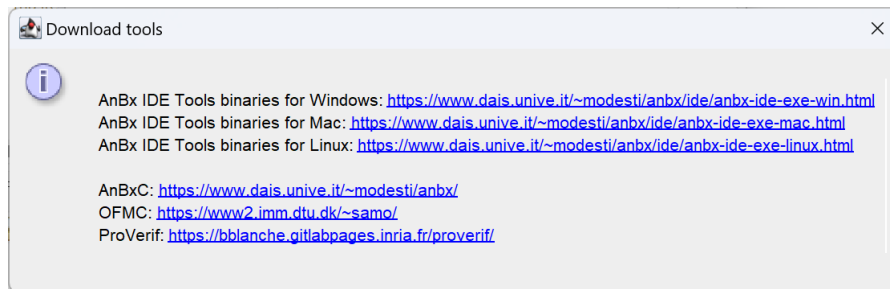 Download tools
AnBx IDE Tools binaries for Windows: https://www.dais.unive.it/~modesti/anbx/ide/anbx-ide-exe-win.html
AnBx IDE Tools binaries for Mac: https://www.dais.unive.it/~modesti/anbx/ide/anbx-ide-exe-mac.html
AnBx IDE Tools binaries for Linux: https://www.dais.unive.it/~modesti/anbx/ide/anbx-ide-exe-linux.html
AnBxC: https://www.dais.unive.it/~modesti/anbx/
OFMC: https://www2.imm.dtu.dk/~samo/
ProVerif: https://bblanche.gitlabpages.inria.fr/proverif/